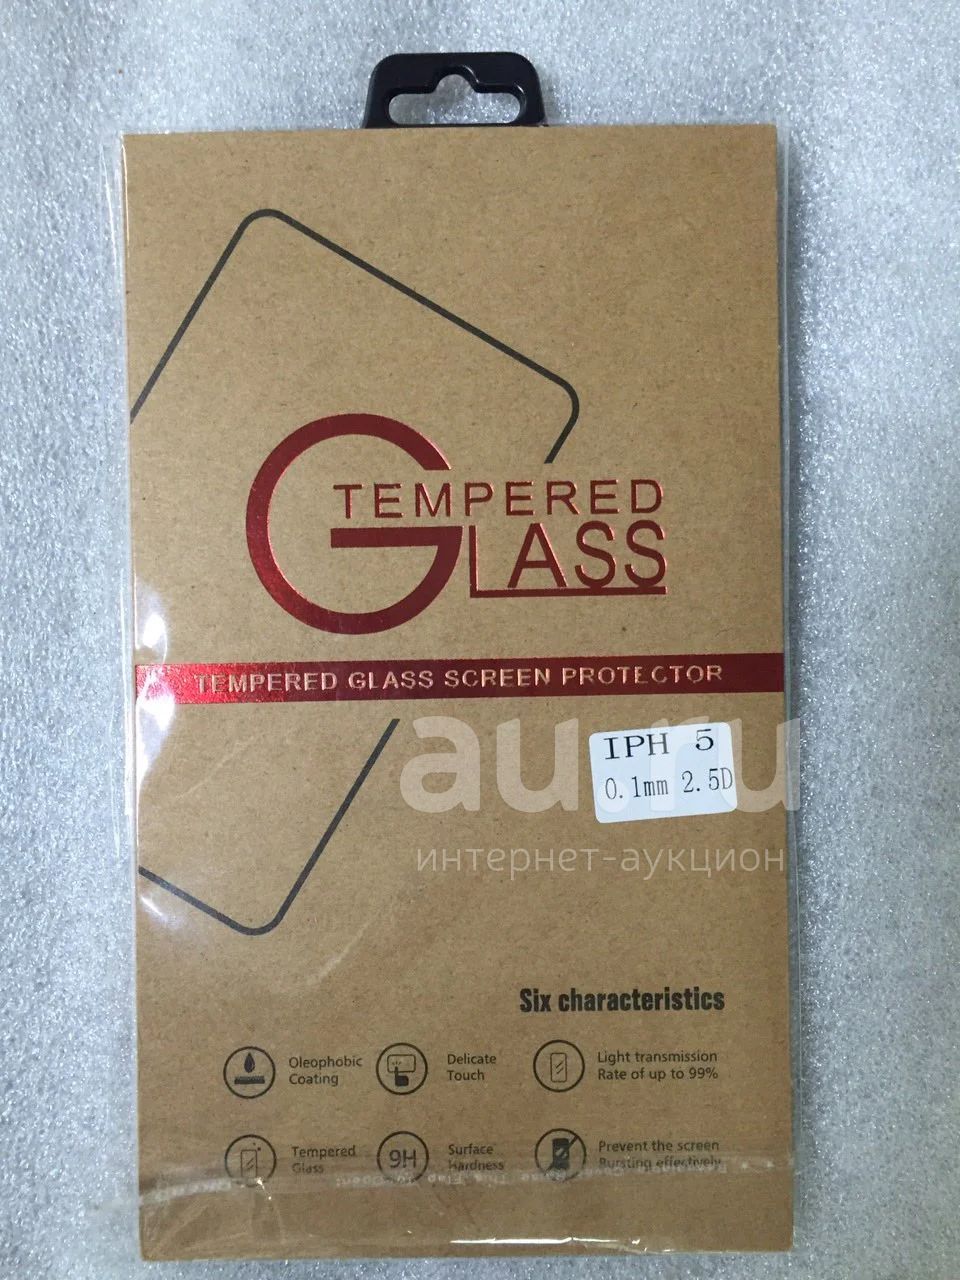 TEMPERED
GLASS
TEMPERED GLASS SCREEN PROTECTOR
au.ru
интернет-аукцион
IPH 5
0.1mm 2.5D
Six characteristics
Oleophobic
Coating
Delicate
Touch
Light transmission
Rate of up to 99%
Tempered
Glass
9H
Surface
Hardness
Prevent the screen
Bursting effectively